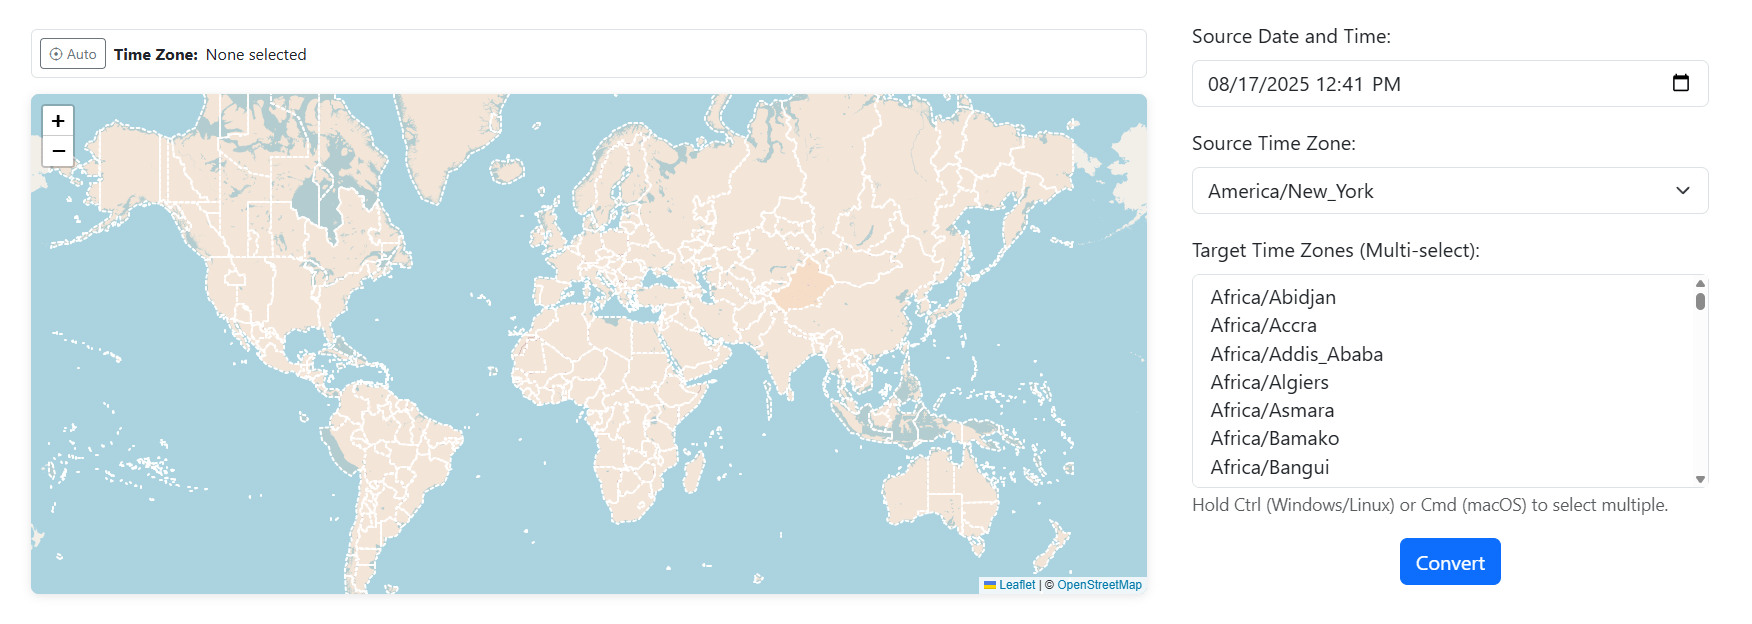 Auto Time Zone: None selected
+
−
Leaflet | © OpenStreetMap
Source Date and Time:
08/17/2025 12:41 PM
Source Time Zone:
America/New_York
Target Time Zones (Multi-select):
Africa/Abidjan
Africa/Accra
Africa/Addis_Ababa
Africa/Algiers
Africa/Asmara
Africa/Bamako
Africa/Bangui
Hold Ctrl (Windows/Linux) or Cmd (macOS) to select multiple.
Convert